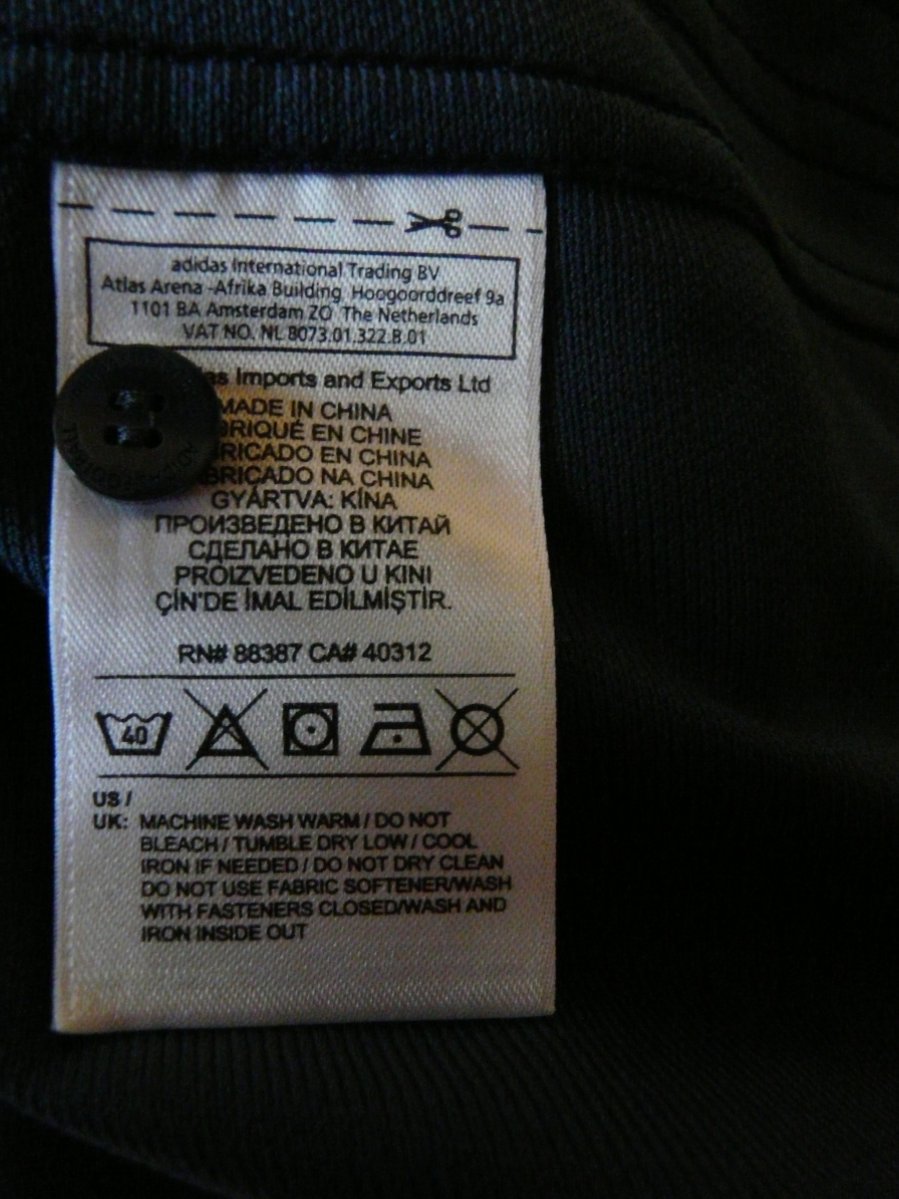 adidas International Trading BV
Atlas Arena -Afrika Building Hoogoorddreef 9a
1101 BA Amsterdam ZO The Netherlands
VAT NO. NL 8073.01.322.B.01
Imports and Exports Ltd
MADE IN CHINA
EN CHINE
EN CHINA
NA CHINA
GYÁRTVA: KÍNA
ПРОИЗВЕДЕНО В КИТАЙ
СДЕЛАНО В КИТАЕ
PROIZVEDENO U KINI
ÇİN'DE İMAL EDİLMİŞTİR.
RN# 88387 CA# 40312
40
US /
UK: MACHINE WASH WARM / DO NOT
BLEACH / TUMBLE DRY LOW / COOL
IRON IF NEEDED / DO NOT DRY CLEAN
DO NOT USE FABRIC SOFTENER/WASH
WITH FASTENERS CLOSED/WASH AND
IRON INSIDE OUT